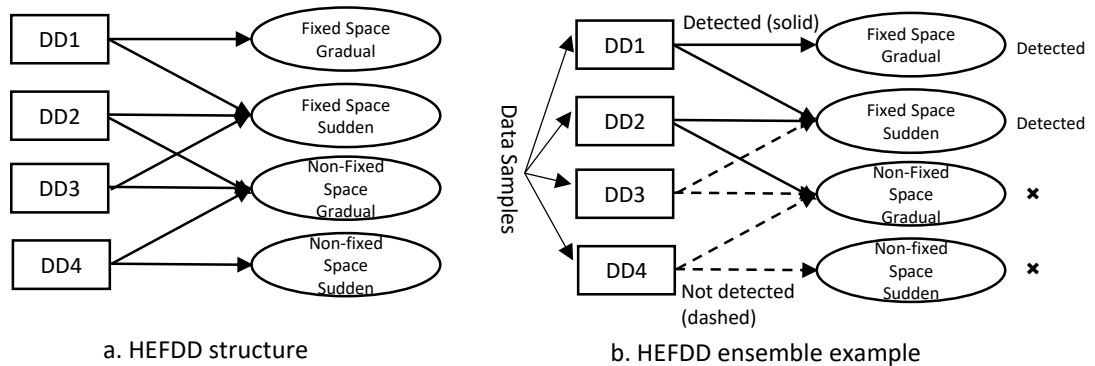 DD1
Fixed Space
Gradual
DD2
Fixed Space
Sudden
DD3
Non-Fixed
Space
Gradual
DD4
Non-fixed
Space
Sudden
a. HEFDD structure
Data Samples
DD1
Detected (solid)
Fixed Space
Gradual
Detected
DD2
Fixed Space
Sudden
Detected
DD3
Non-Fixed
Space
Gradual
×
DD4
Not detected
(dashed)
Non-fixed
Space
Sudden
×
b. HEFDD ensemble example